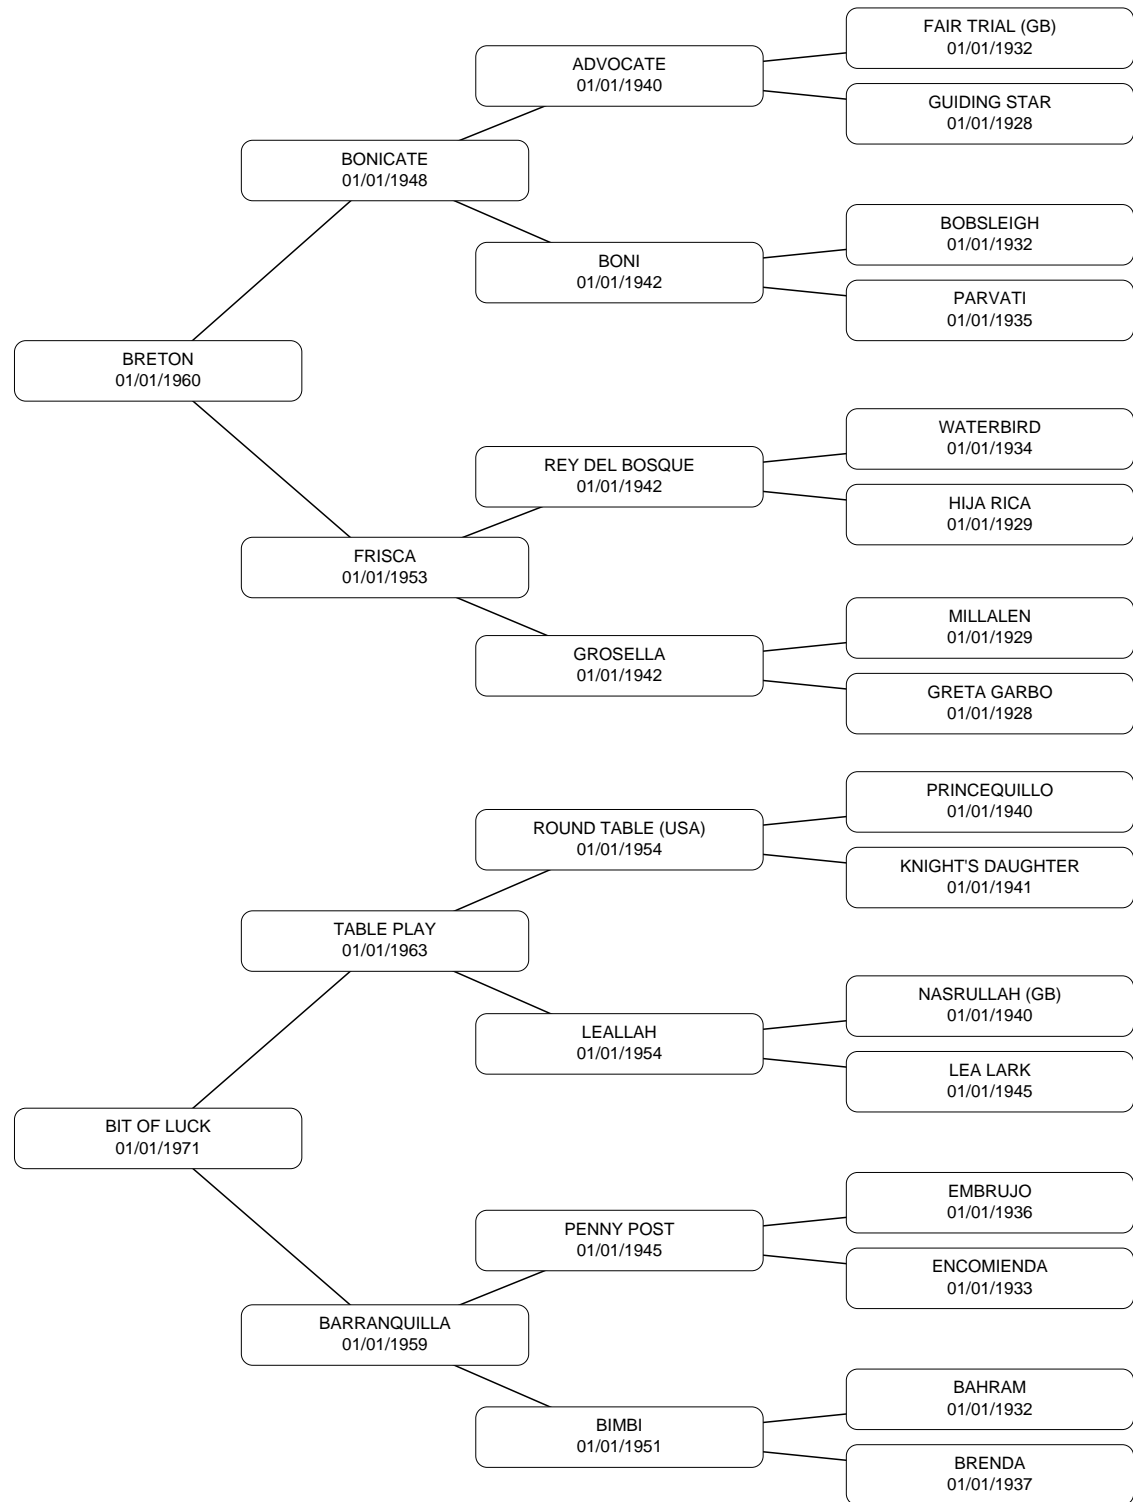 FAIR TRIAL (GB)
01/01/1932
ADVOCATE
01/01/1940
GUIDING STAR
01/01/1928
BONICATE
01/01/1948
BOBSLEIGH
01/01/1932
BONI
01/01/1942
PARVATI
01/01/1935
BRETON
01/01/1960
WATERBIRD
01/01/1934
REY DEL BOSQUE
01/01/1942
HIJA RICA
01/01/1929
FRISCA
01/01/1953
MILLALEN
01/01/1929
GROSELLA
01/01/1942
GRETA GARBO
01/01/1928
PRINCEQUILLO
01/01/1940
ROUND TABLE (USA)
01/01/1954
KNIGHT'S DAUGHTER
01/01/1941
TABLE PLAY
01/01/1963
NASRULLAH (GB)
01/01/1940
LEALLAH
01/01/1954
LEA LARK
01/01/1945
BIT OF LUCK
01/01/1971
EMBRUJO
01/01/1936
PENNY POST
01/01/1945
ENCOMIENDA
01/01/1933
BARRANQUILLA
01/01/1959
BAHRAM
01/01/1932
BIMBI
01/01/1951
BRENDA
01/01/1937